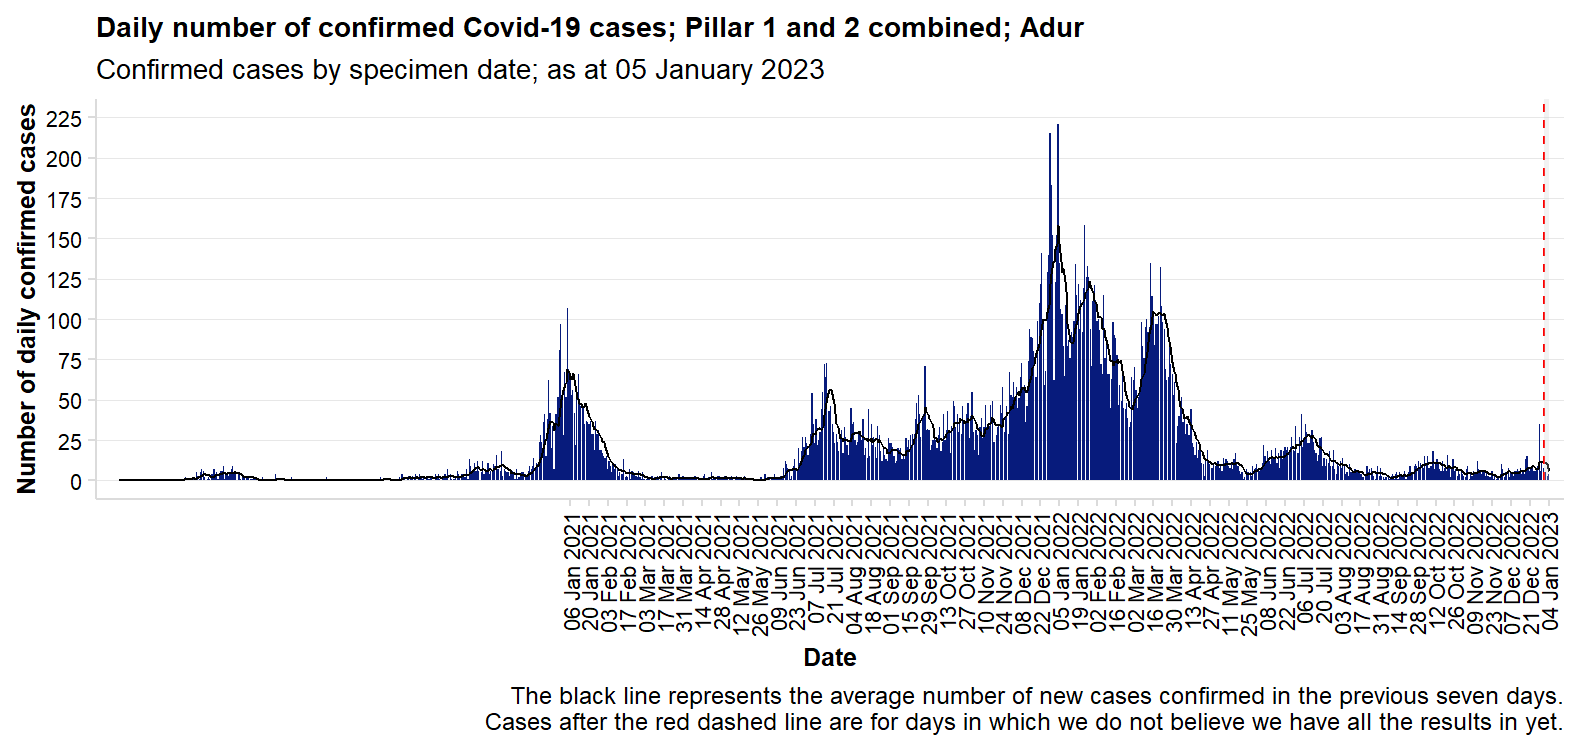 Daily number of confirmed Covid-19 cases; Pillar 1 and 2 combined; Adur
Confirmed cases by specimen date; as at 05 January 2023
Number of daily confirmed cases
225
200
175
150
125
100
75
50
25
0
06 Jan 2021
20 Jan 2021
03 Feb 2021
17 Feb 2021
03 Mar 2021
17 Mar 2021
31 Mar 2021
14 Apr 2021
28 Apr 2021
12 May 2021
26 May 2021
09 Jun 2021
23 Jun 2021
07 Jul 2021
21 Jul 2021
04 Aug 2021
18 Aug 2021
01 Sep 2021
15 Sep 2021
29 Sep 2021
13 Oct 2021
27 Oct 2021
10 Nov 2021
24 Nov 2021
08 Dec 2021
22 Dec 2021
05 Jan 2022
19 Jan 2022
02 Feb 2022
16 Feb 2022
02 Mar 2022
16 Mar 2022
30 Mar 2022
13 Apr 2022
27 Apr 2022
11 May 2022
25 May 2022
08 Jun 2022
22 Jun 2022
06 Jul 2022
20 Jul 2022
03 Aug 2022
17 Aug 2022
31 Aug 2022
14 Sep 2022
28 Sep 2022
12 Oct 2022
26 Oct 2022
09 Nov 2022
23 Nov 2022
07 Dec 2022
21 Dec 2022
04 Jan 2023
Date
The black line represents the average number of new cases confirmed in the previous seven days.
Cases after the red dashed line are for days in which we do not believe we have all the results in yet.